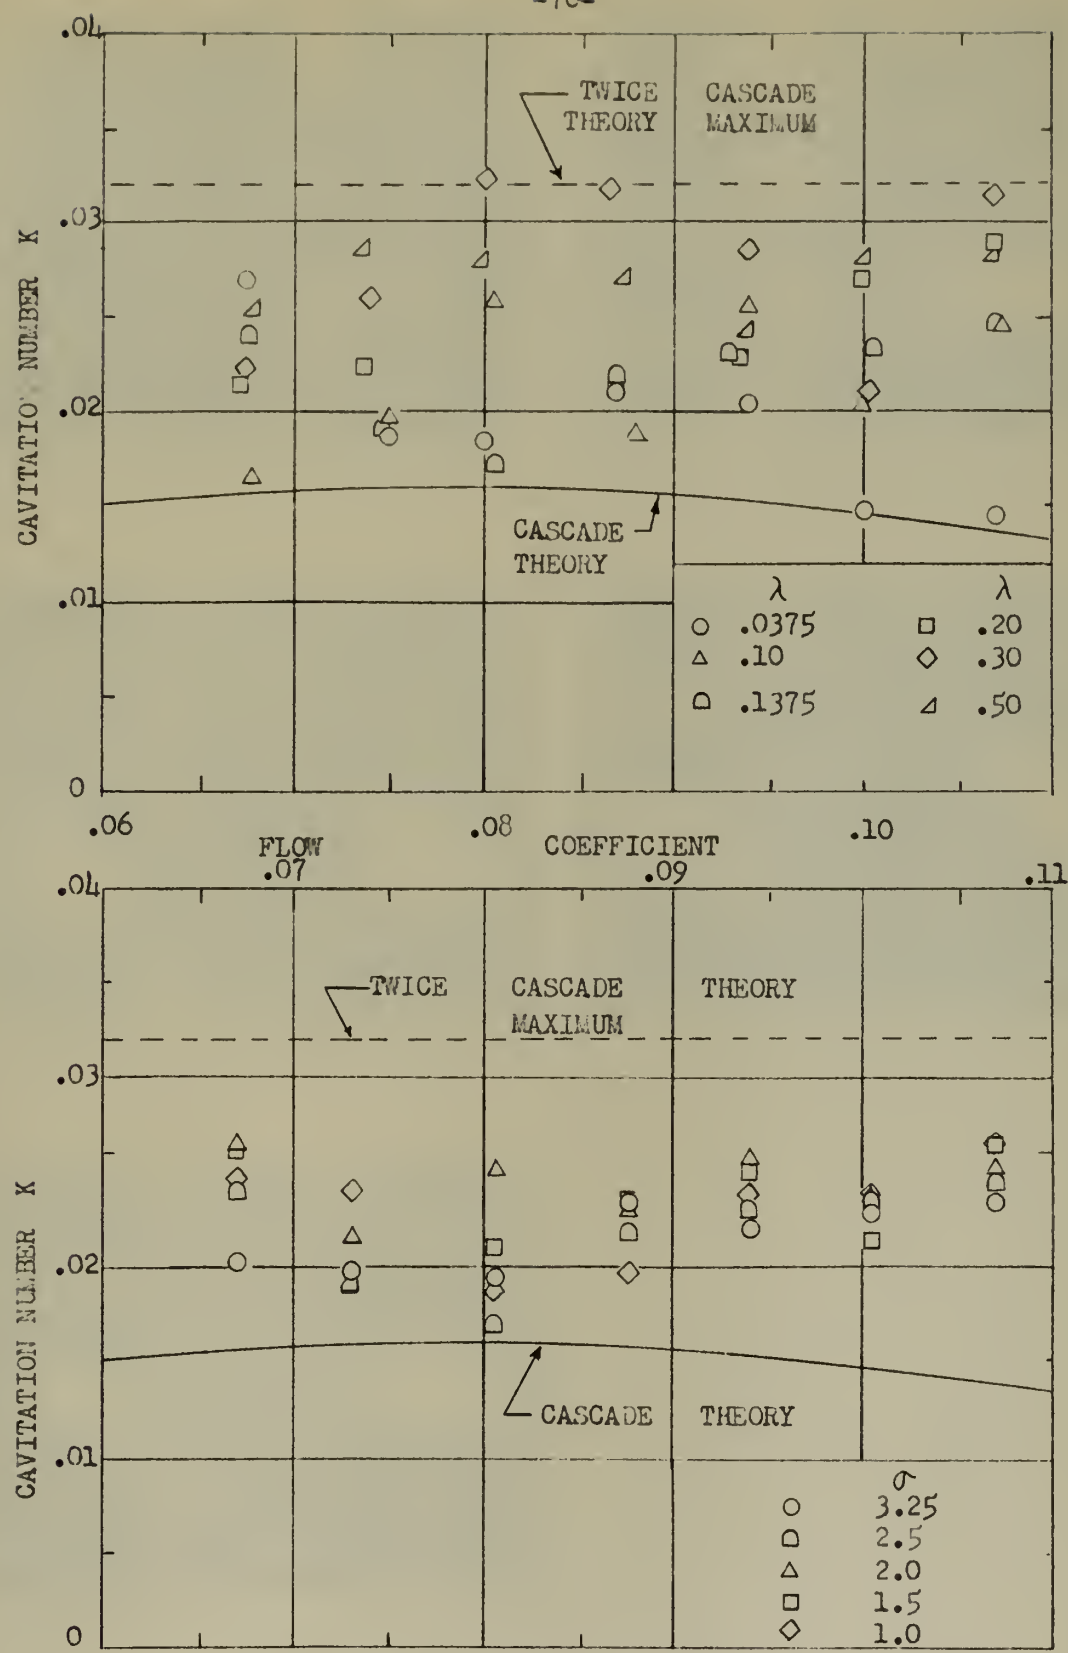 -70-
.04
TWICE CASCADE
THEORY MAXIMUM
.03
CAVITATION NUMBER K
.02
CASCADE
THEORY
.01
λ λ
○ .0375 □ .20
△ .10 ◇ .30
.1375 ⊿ .50
0
.06 .08 .10
FLOW COEFFICIENT
.07 .09 .11
.04
TWICE CASCADE THEORY
MAXIMUM
.03
CAVITATION NUMBER K
.02
CASCADE THEORY
.01
σ
○ 3.25
2.5
△ 2.0
□ 1.5
◇ 1.0
0